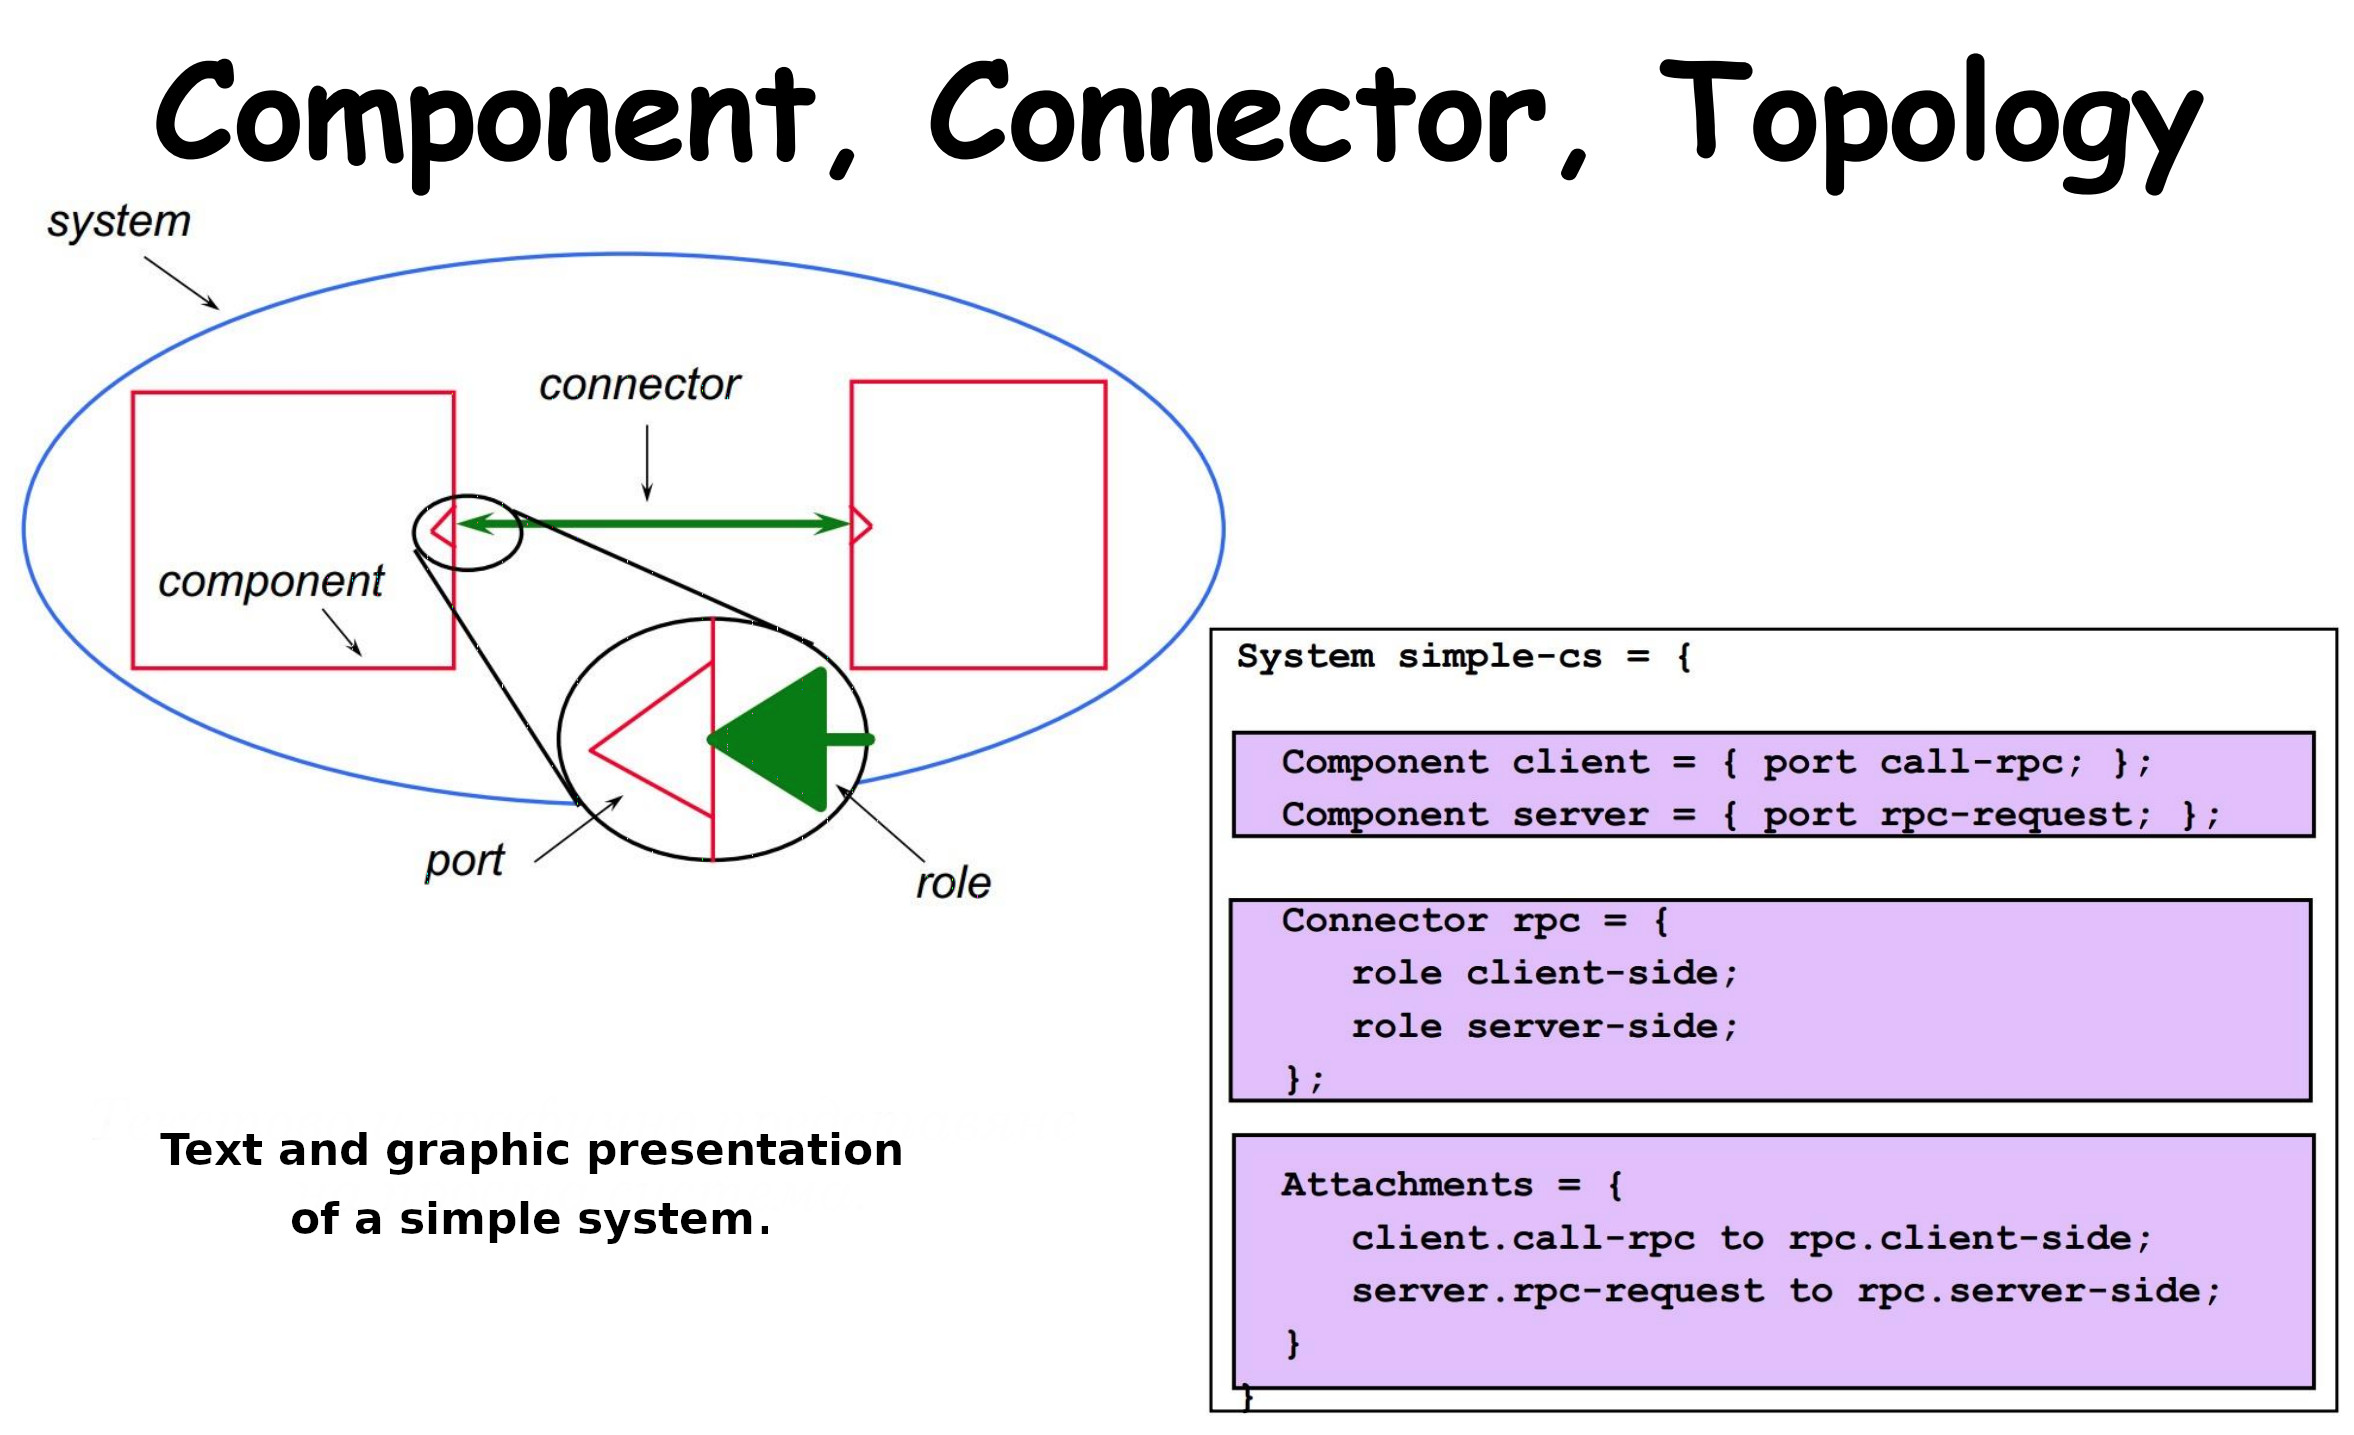 Component, Connector, Topology
system
connector
component
port
role
Text and graphic presentation
of a simple system.
System simple-cs = {
Component client = { port call-rpc; };
Component server = { port rpc-request; };
Connector rpc = {
role client-side;
role server-side;
};
Attachments = {
client.call-rpc to rpc.client-side;
server.rpc-request to rpc.server-side;
}
}